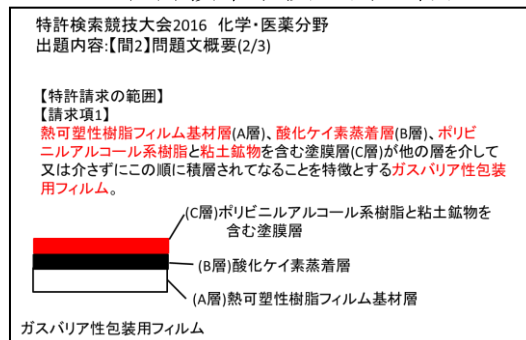 特許検索競技大会2016 化学・医薬分野
出題内容:【間2】問題文概要(2/3)
【特許請求の範囲】
【請求項1】
熱可塑性樹脂フィルム基材層(A層)、酸化ケイ素蒸着層(B層)、ポリビ
ニルアルコール系樹脂と粘土鉱物を含む塗膜層(C層)が他の層を介して
又は介さずにこの順に積層されてなることを特徴とするガスバリア性包装
用フィルム。
(C層)ポリビニルアルコール系樹脂と粘土鉱物を
含む塗膜層
(B層)酸化ケイ素蒸着層
(A層)熱可塑性樹脂フィルム基材層
ガスバリア性包装用フィルム